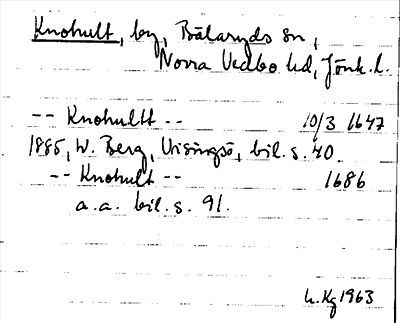 Knohult, by, Bälaryds sn,
Norra Vedbo hd, Jönk. l.
-- Knohultt -- 10/3 1647
1885, W. Berg, Visingsö, bil. s. 40.
-- Knohult -- 1686
a. a. bil. s. 91.
h. Kg 1963